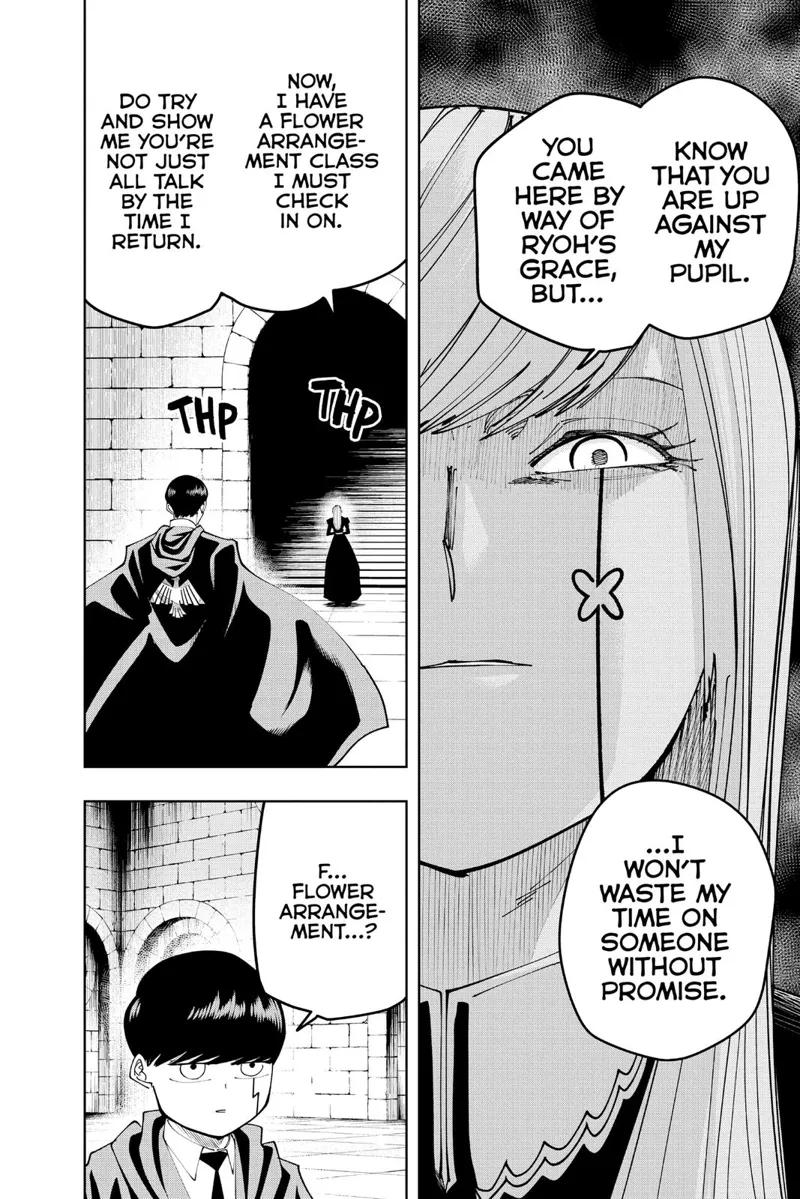 KNOW
THAT YOU
ARE UP
AGAINST
MY
PUPIL.
YOU
CAME
HERE BY
WAY OF
RYOH'S
GRACE,
BUT...
...I
WON'T
WASTE MY
TIME ON
SOMEONE
WITHOUT
PROMISE.
NOW,
I HAVE
A FLOWER
ARRANGE-
MENT CLASS
I MUST
CHECK
IN ON.
DO TRY
AND SHOW
ME YOU'RE
NOT JUST
ALL TALK
BY THE
TIME I
RETURN.
THP
THP
F...
FLOWER
ARRANGE-
MENT...?